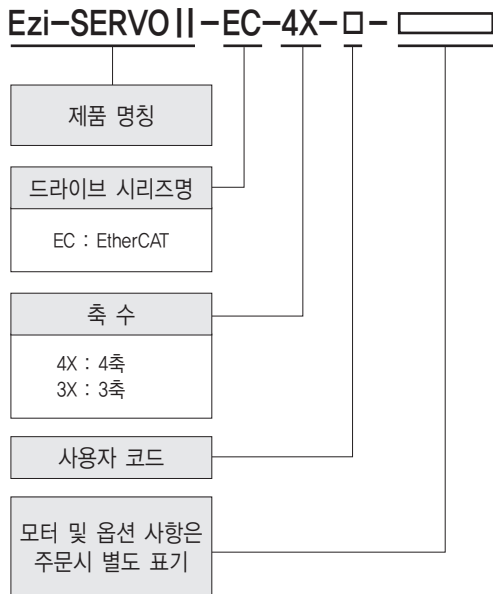 Ezi-SERVOⅡ-EC-4X-□-▭
제품 명칭
드라이브 시리즈명
EC : EtherCAT
축 수
4X : 4축
3X : 3축
사용자 코드
모터 및 옵션 사항은
주문시 별도 표기